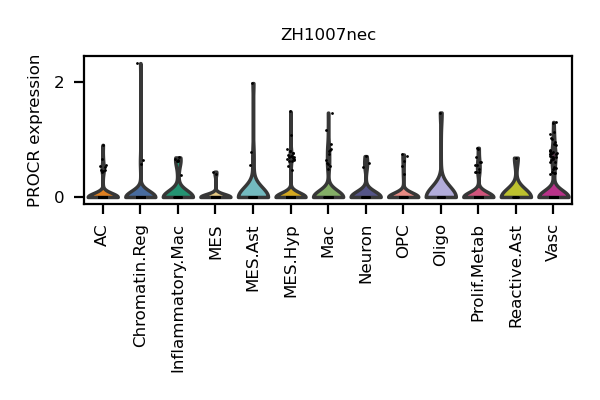 ZH1007nec
PROCR expression
2
0
AC
Chromatin.Reg
Inflammatory.Mac
MES
MES.Ast
MES.Hyp
Mac
Neuron
OPC
Oligo
Prolif.Metab
Reactive.Ast
Vasc